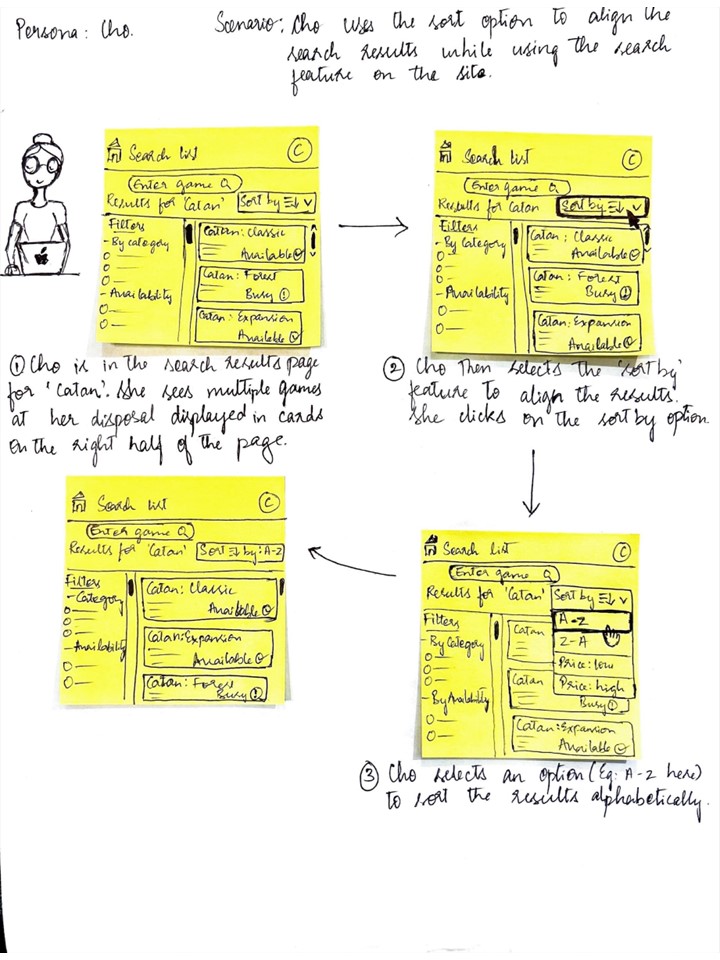 Persona: Cho.
Scenario: Cho uses the sort option to align the
search results while using the search
feature on the site.
Search list C
Enter game
Results for 'Catan' Sort by
Filters
- By category
- Availability
Catan: Classic
Available
Catan: Forest
Busy
Catan: Expansion
Available
① Cho is in the search results page
for 'Catan'. She sees multiple games
at her disposal displayed in cards
on the right half of the page.
Search list C
Enter game
Results for Catan Sort by
Filters
- By Category
- Availability
Catan: Classic
Available
Catan: Forest
Busy
Catan: Expansion
Available
② Cho then selects the 'sort by'
feature to align the results.
She clicks on the sort by option.
Search list C
Enter game
Results for 'Catan' Sort by
A-Z
Z-A
Price: low
Price: high
Filters
- By Category
- By Availability
Catan
Catan
Busy
Catan: Expansion
Available
③ Cho selects an option (Eg: A-Z here)
to sort the results alphabetically.
Search list C
Enter game
Results for 'Catan' Sort by: A-Z
Filters
- Category
- Availability
Catan: Classic
Available
Catan: Expansion
Available
Catan: Forest
Busy